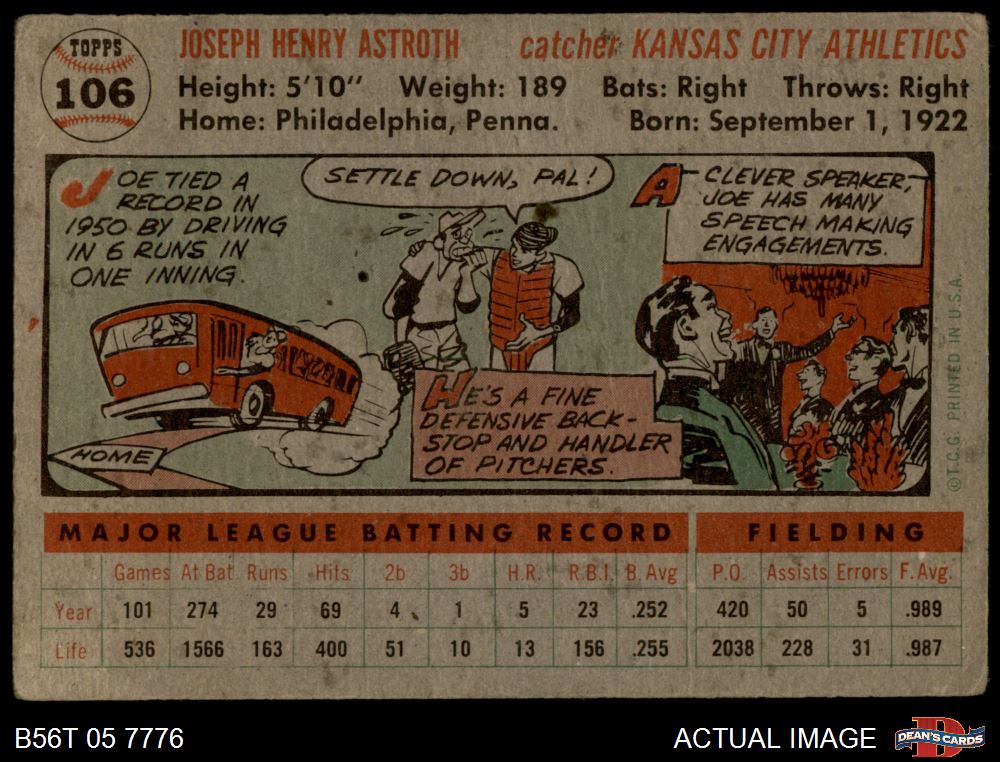 TOPPS
106
JOSEPH HENRY ASTROTH catcher KANSAS CITY ATHLETICS
Height: 5'10" Weight: 189 Bats: Right Throws: Right
Home: Philadelphia, Penna. Born: September 1, 1922
JOE TIED A
RECORD IN
1950 BY DRIVING
IN 6 RUNS IN
ONE INNING.
HOME
SETTLE DOWN, PAL!
HE'S A FINE
DEFENSIVE BACK-
STOP AND HANDLER
OF PITCHERS.
A CLEVER SPEAKER,
JOE HAS MANY
SPEECH MAKING
ENGAGEMENTS.
©T.C.G. PRINTED IN U.S.A.
MAJOR LEAGUE BATTING RECORD FIELDING
Games At Bat Runs Hits 2b 3b H.R. R.B.I. B. Avg P.O. Assists Errors F. Avg.
Year 101 274 29 69 4 1 5 23 .252 420 50 5 .989
Life 536 1566 163 400 51 10 13 156 .255 2038 228 31 .987
B56T 05 7776 ACTUAL IMAGE DEAN'S CARDS